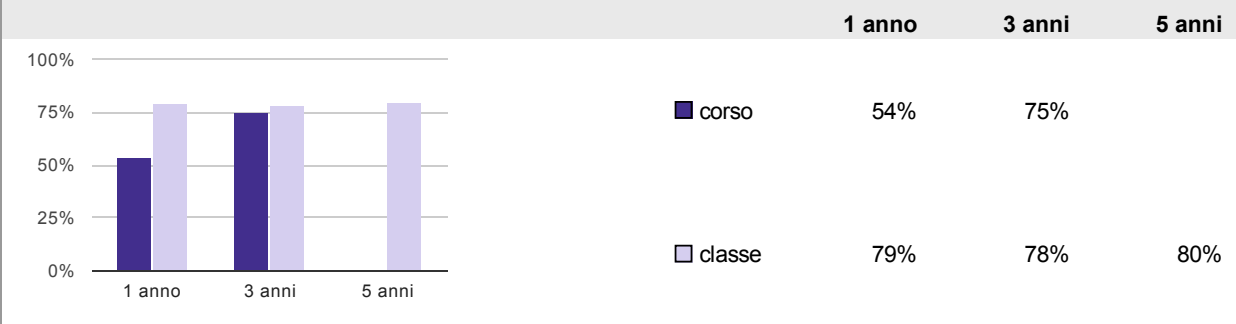 1 anno 3 anni 5 anni
100%
75%
50%
25%
0%
1 anno 3 anni 5 anni
corso 54% 75%
classe 79% 78% 80%